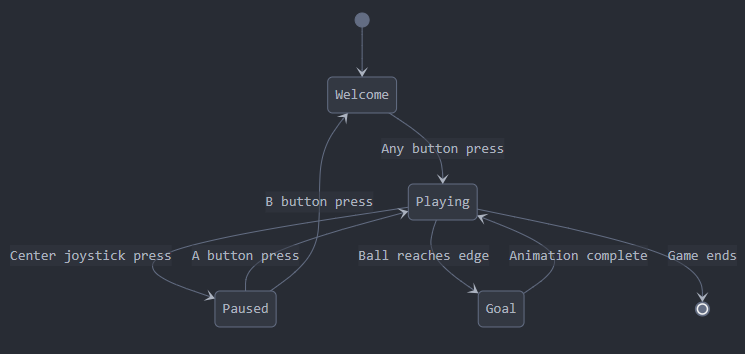 Welcome
Any button press
B button press
Playing
Center joystick press
A button press
Ball reaches edge
Animation complete
Game ends
Paused
Goal